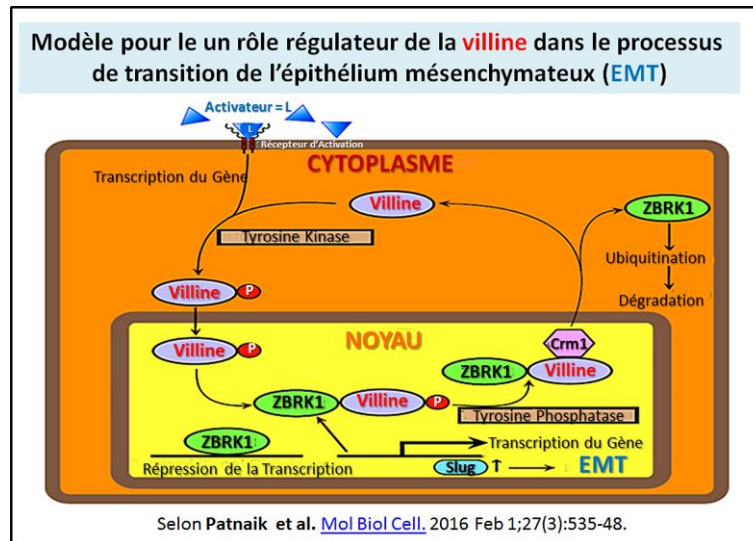 Modèle pour le un rôle régulateur de la villine dans le processus
de transition de l'épithélium mésenchymateux (EMT)
Activateur = L
L
Récepteur d'Activation
CYTOPLASME
Transcription du Gène
Villine
ZBRK1
Tyrosine Kinase
Ubiquitination
Dégradation
Villine P
NOYAU
Villine P
Crm1
ZBRK1 Villine
ZBRK1 Villine P
Tyrosine Phosphatase
ZBRK1
Transcription du Gène
Répression de la Transcription
Slug ↑ EMT
Selon Patnaik et al. Mol Biol Cell. 2016 Feb 1;27(3):535-48.